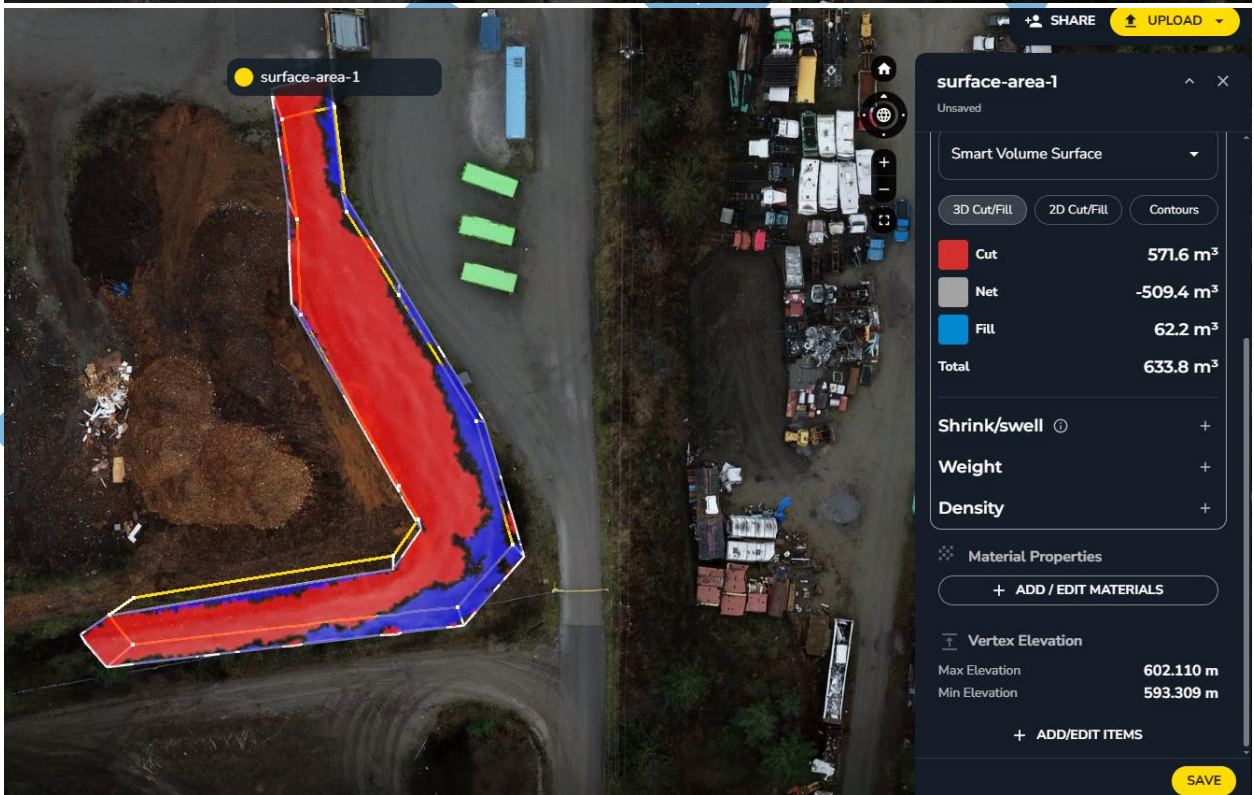 SHARE
UPLOAD
surface-area-1
surface-area-1
Unsaved
Smart Volume Surface
3D Cut/Fill
2D Cut/Fill
Contours
Cut 571.6 m³
Net -509.4 m³
Fill 62.2 m³
Total 633.8 m³
Shrink/swell +
Weight +
Density +
Material Properties
+ ADD / EDIT MATERIALS
Vertex Elevation
Max Elevation 602.110 m
Min Elevation 593.309 m
+ ADD/EDIT ITEMS
SAVE